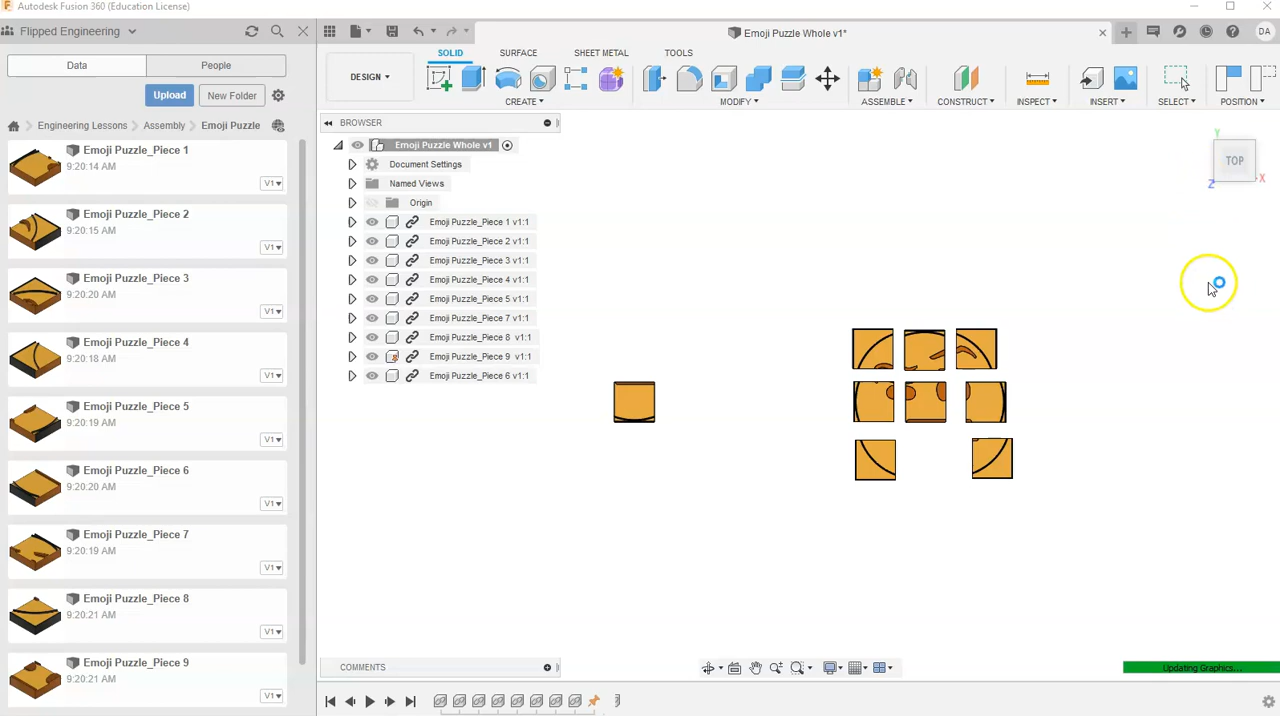 Autodesk Fusion 360 (Education License)
Flipped Engineering
Emoji Puzzle Whole v1*
DA
Data
People
Upload
New Folder
Engineering Lessons
Assembly
Emoji Puzzle
DESIGN
SOLID
SURFACE
SHEET METAL
TOOLS
CREATE
MODIFY
ASSEMBLE
CONSTRUCT
INSPECT
INSERT
SELECT
POSITION
BROWSER
Emoji Puzzle Whole v1
Document Settings
Named Views
Origin
Emoji Puzzle_Piece 1 v1:1
Emoji Puzzle_Piece 2 v1:1
Emoji Puzzle_Piece 3 v1:1
Emoji Puzzle_Piece 4 v1:1
Emoji Puzzle_Piece 5 v1:1
Emoji Puzzle_Piece 7 v1:1
Emoji Puzzle_Piece 8 v1:1
Emoji Puzzle_Piece 9 v1:1
Emoji Puzzle_Piece 6 v1:1
Emoji Puzzle_Piece 1
9:20:14 AM
V1
Emoji Puzzle_Piece 2
9:20:15 AM
V1
Emoji Puzzle_Piece 3
9:20:20 AM
V1
Emoji Puzzle_Piece 4
9:20:18 AM
V1
Emoji Puzzle_Piece 5
9:20:19 AM
V1
Emoji Puzzle_Piece 6
9:20:20 AM
V1
Emoji Puzzle_Piece 7
9:20:19 AM
V1
Emoji Puzzle_Piece 8
9:20:21 AM
V1
Emoji Puzzle_Piece 9
9:20:21 AM
V1
Y
TOP
Z
X
COMMENTS
Updating Graphics...